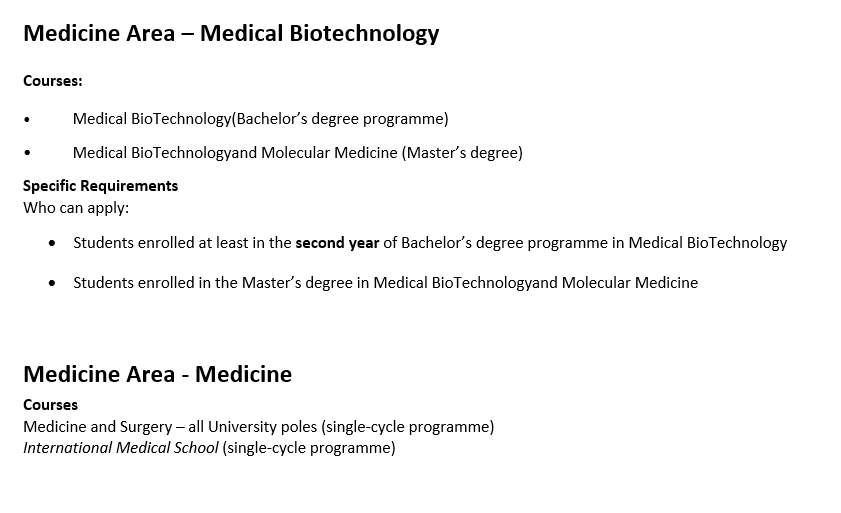 Medicine Area – Medical Biotechnology
Courses:
• Medical BioTechnology(Bachelor’s degree programme)
• Medical BioTechnologyand Molecular Medicine (Master’s degree)
Specific Requirements
Who can apply:
• Students enrolled at least in the second year of Bachelor’s degree programme in Medical BioTechnology
• Students enrolled in the Master’s degree in Medical BioTechnologyand Molecular Medicine
Medicine Area - Medicine
Courses
Medicine and Surgery – all University poles (single-cycle programme)
International Medical School (single-cycle programme)